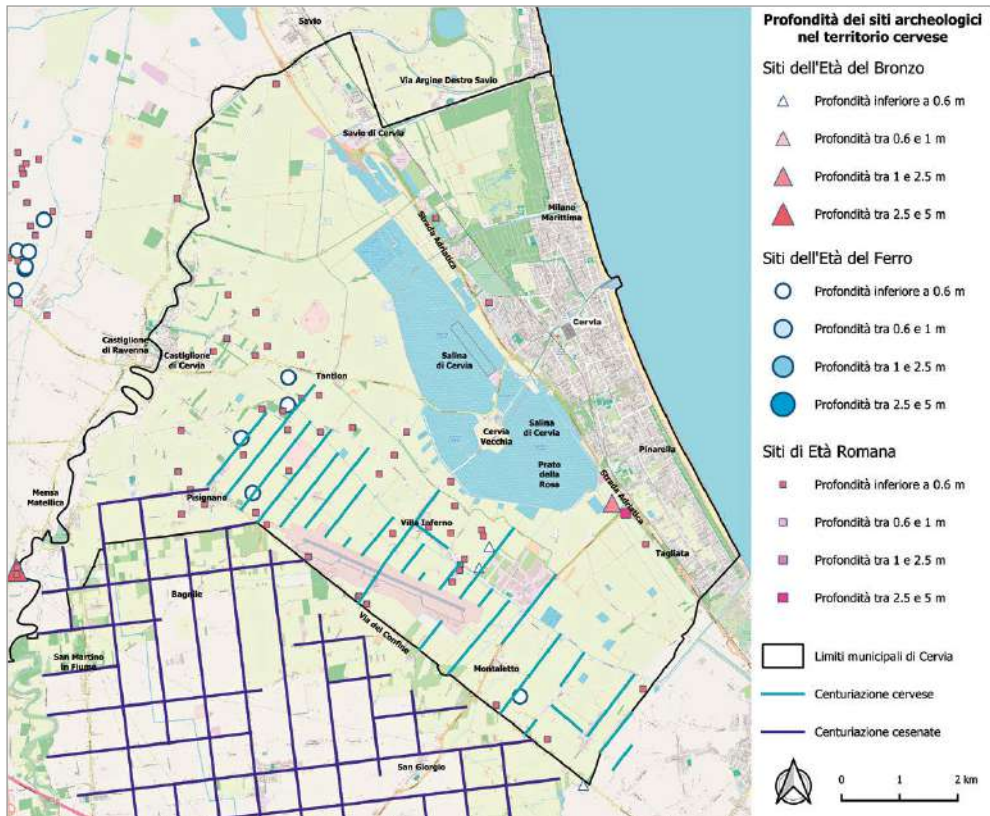 Savio
Via Argine Destro Savio
Savio di Cervia
Strada Adriatica
Milano
Marittima
Cervia
Castiglione
di Ravenna
Castiglione
di Cervia
Salina
di Cervia
Tantlon
Cervia
Vecchia
Salina
di Cervia
Pinarella
Prato
della
Rosa
Strada Adriatica
Mensa
Matellica
Pisignano
Villa Inferno
Tagliata
Bagnile
Via del Confine
San Martino
in Fiume
Montaletto
San Giorgio
Profondità dei siti archeologici
nel territorio cervese
Siti dell'Età del Bronzo
Profondità inferiore a 0.6 m
Profondità tra 0.6 e 1 m
Profondità tra 1 e 2.5 m
Profondità tra 2.5 e 5 m
Siti dell'Età del Ferro
Profondità inferiore a 0.6 m
Profondità tra 0.6 e 1 m
Profondità tra 1 e 2.5 m
Profondità tra 2.5 e 5 m
Siti di Età Romana
Profondità inferiore a 0.6 m
Profondità tra 0.6 e 1 m
Profondità tra 1 e 2.5 m
Profondità tra 2.5 e 5 m
Limiti municipali di Cervia
Centuriazione cervese
Centuriazione cesenate
0 1 2 km